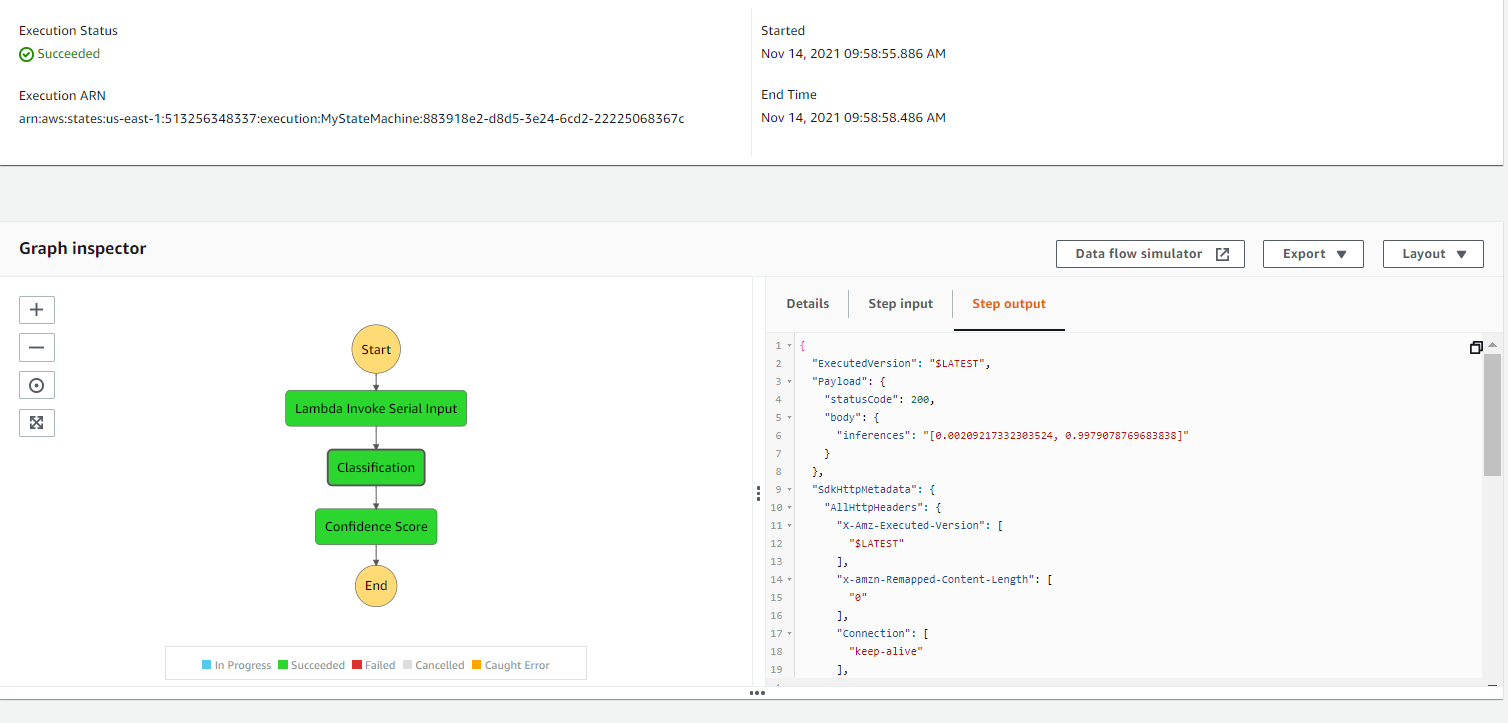 Execution Status
Succeeded
Execution ARN
arn:aws:states:us-east-1:513256348337:execution:MyStateMachine:883918e2-d8d5-3e24-6cd2-22225068367c
Started
Nov 14, 2021 09:58:55.886 AM
End Time
Nov 14, 2021 09:58:58.486 AM
Graph inspector
Data flow simulator
Export
Layout
Start
Lambda Invoke Serial Input
Classification
Confidence Score
End
In Progress Succeeded Failed Cancelled Caught Error
Details Step input Step output
1 {
2 "ExecutedVersion": "$LATEST",
3 "Payload": {
4 "statusCode": 200,
5 "body": {
6 "inferences": "[0.00209217332303524, 0.9979078769683838]"
7 }
8 },
9 "SdkHttpMetadata": {
10 "AllHttpHeaders": {
11 "X-Amz-Executed-Version": [
12 "$LATEST"
13 ],
14 "x-amzn-Remapped-Content-Length": [
15 "0"
16 ],
17 "Connection": [
18 "keep-alive"
19 ],